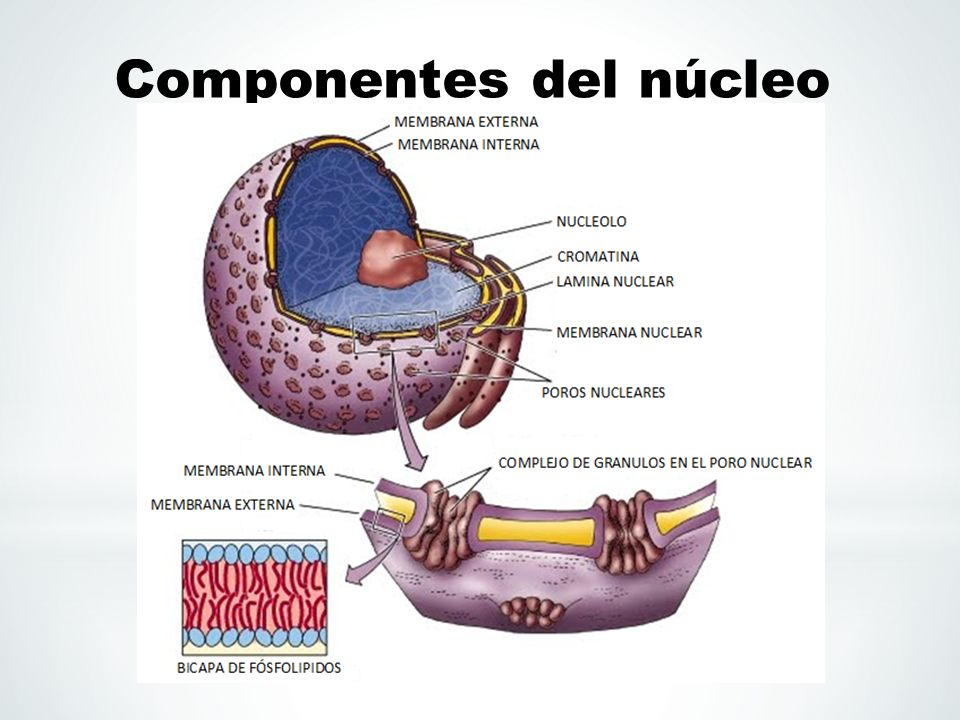 Componentes del núcleo
MEMBRANA EXTERNA
MEMBRANA INTERNA
NUCLEOLO
CROMATINA
LAMINA NUCLEAR
MEMBRANA NUCLEAR
POROS NUCLEARES
COMPLEJO DE GRANULOS EN EL PORO NUCLEAR
MEMBRANA INTERNA
MEMBRANA EXTERNA
BICAPA DE FÓSFOLIPIDOS